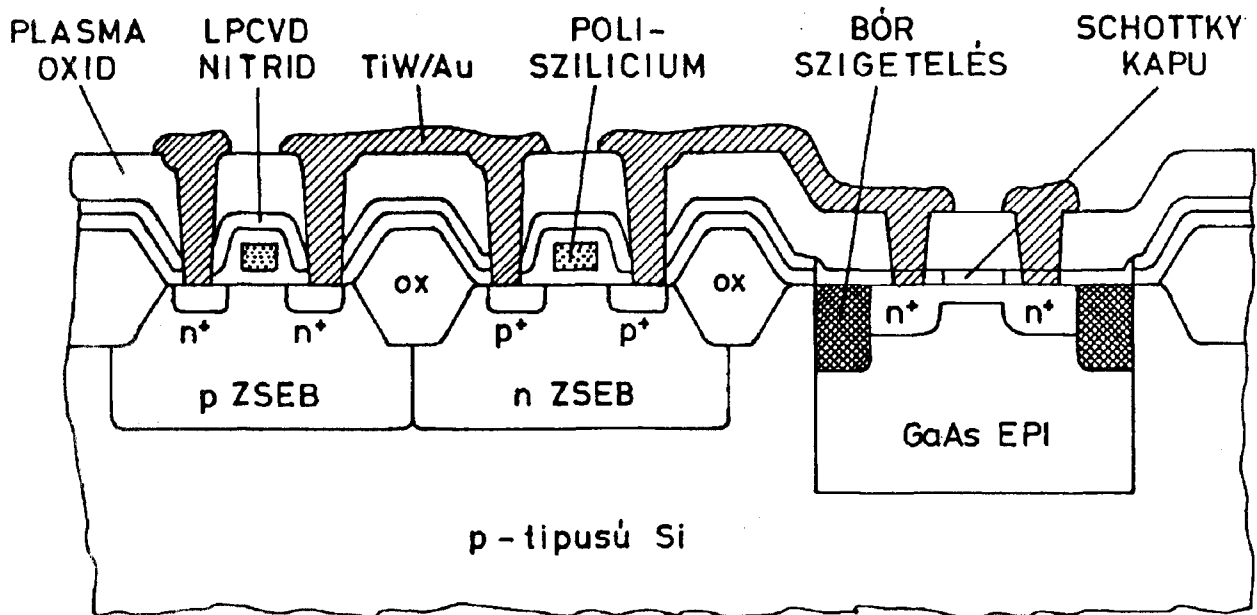 PLASMA
OXID
LPCVD
NITRID
TiW/Au
POLI-
SZILICIUM
BÓR
SZIGETELÉS
SCHOTTKY
KAPU
n+
n+
ox
p+
p+
ox
n+
n+
p ZSEB
n ZSEB
GaAs EPI
p-tipusú Si